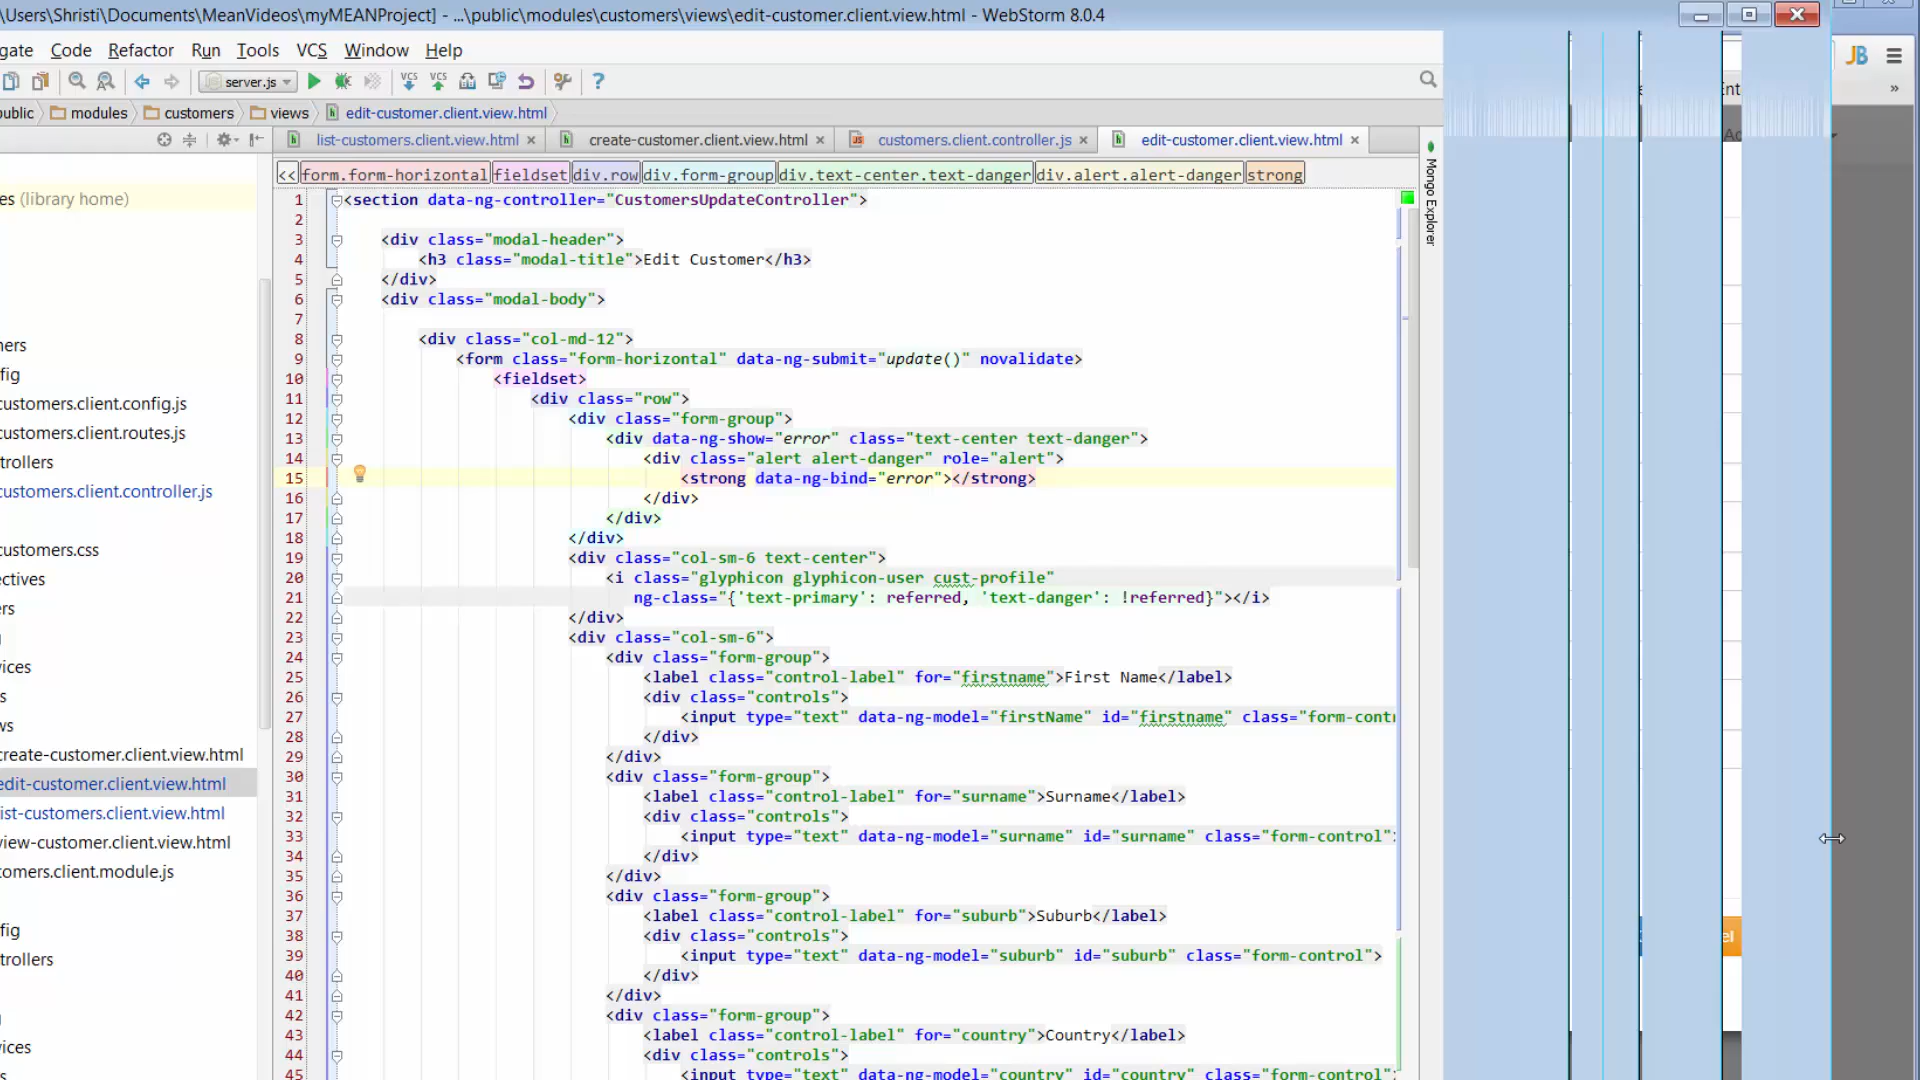 \Users\Shristi\Documents\MeanVideos\myMEANProject] - ...\public\modules\customers\views\edit-customer.client.view.html - WebStorm 8.0.4
gate Code Refactor Run Tools VCS Window Help
server.js VCS VCS ?
JB
public modules customers views edit-customer.client.view.html
list-customers.client.view.html create-customer.client.view.html customers.client.controller.js edit-customer.client.view.html
<< form.form-horizontal fieldset div.row div.form-group div.text-center.text-danger div.alert.alert-danger strong
Mongo Explorer
es (library home)
ners
fig
customers.client.config.js
customers.client.routes.js
trollers
customers.client.controller.js
customers.css
ectives
ers
vices
s
ws
create-customer.client.view.html
edit-customer.client.view.html
list-customers.client.view.html
view-customer.client.view.html
tomers.client.module.js
fig
trollers
vices
1 <section data-ng-controller="CustomersUpdateController">
2
3 <div class="modal-header">
4 <h3 class="modal-title">Edit Customer</h3>
5 </div>
6 <div class="modal-body">
7
8 <div class="col-md-12">
9 <form class="form-horizontal" data-ng-submit="update()" novalidate>
10 <fieldset>
11 <div class="row">
12 <div class="form-group">
13 <div data-ng-show="error" class="text-center text-danger">
14 <div class="alert alert-danger" role="alert">
15 <strong data-ng-bind="error"></strong>
16 </div>
17 </div>
18 </div>
19 <div class="col-sm-6 text-center">
20 <i class="glyphicon glyphicon-user cust-profile"
21 ng-class="{'text-primary': referred, 'text-danger': !referred}"></i>
22 </div>
23 <div class="col-sm-6">
24 <div class="form-group">
25 <label class="control-label" for="firstname">First Name</label>
26 <div class="controls">
27 <input type="text" data-ng-model="firstName" id="firstname" class="form-contr
28 </div>
29 </div>
30 <div class="form-group">
31 <label class="control-label" for="surname">Surname</label>
32 <div class="controls">
33 <input type="text" data-ng-model="surname" id="surname" class="form-control">
34 </div>
35 </div>
36 <div class="form-group">
37 <label class="control-label" for="suburb">Suburb</label>
38 <div class="controls">
39 <input type="text" data-ng-model="suburb" id="suburb" class="form-control">
40 </div>
41 </div>
42 <div class="form-group">
43 <label class="control-label" for="country">Country</label>
44 <div class="controls">
45 <input type="text" data-ng-model="country" id="country" class="form-control">